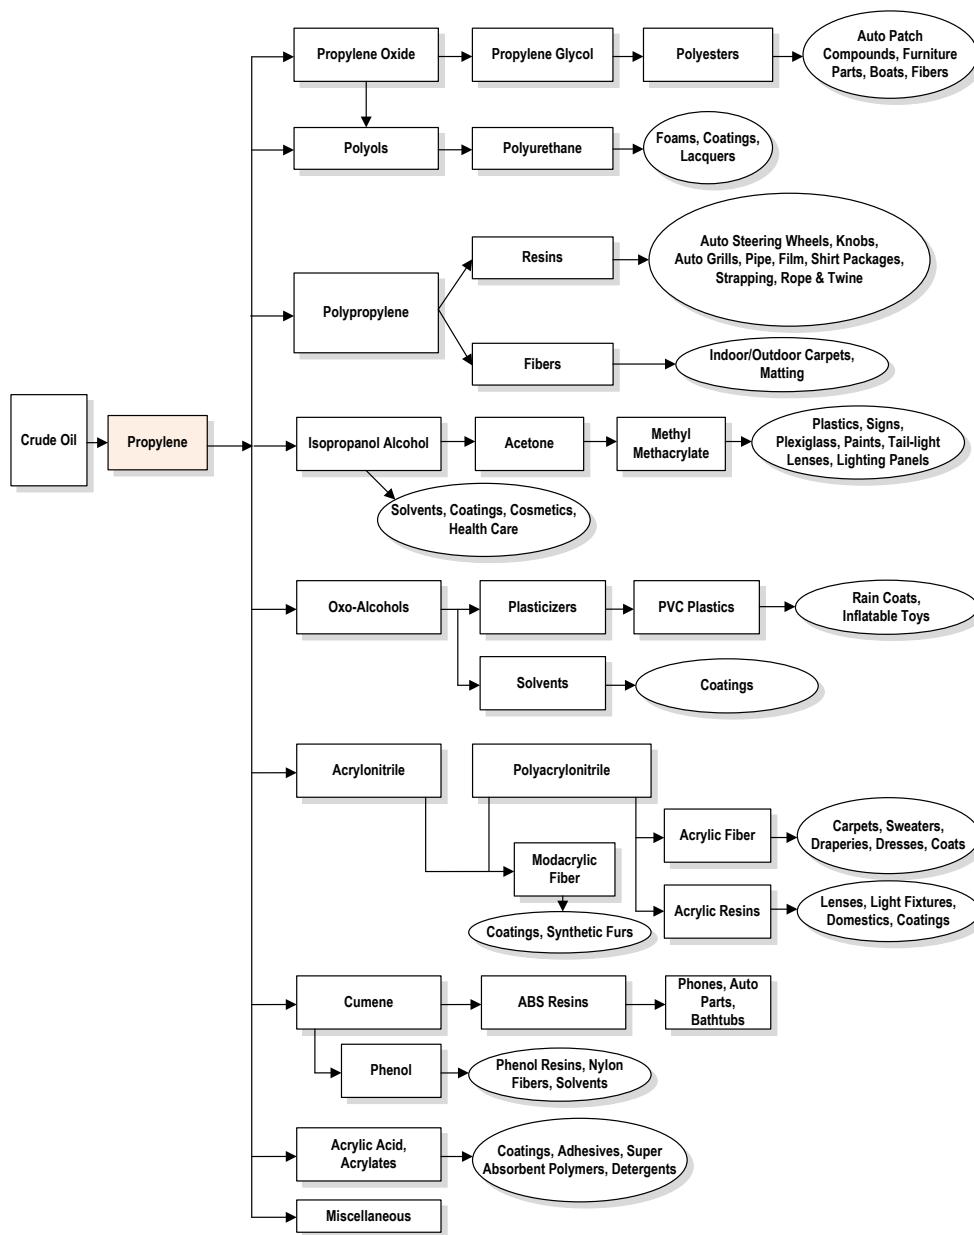 Propylene Oxide
Propylene Glycol
Polyesters
Auto Patch
Compounds, Furniture
Parts, Boats, Fibers
Polyols
Polyurethane
Foams, Coatings,
Lacquers
Resins
Auto Steering Wheels, Knobs,
Auto Grills, Pipe, Film, Shirt Packages,
Strapping, Rope & Twine
Polypropylene
Fibers
Indoor/Outdoor Carpets,
Matting
Crude Oil
Propylene
Isopropanol Alcohol
Acetone
Methyl
Methacrylate
Plastics, Signs,
Plexiglass, Paints, Tail-light
Lenses, Lighting Panels
Solvents, Coatings, Cosmetics,
Health Care
Oxo-Alcohols
Plasticizers
PVC Plastics
Rain Coats,
Inflatable Toys
Solvents
Coatings
Acrylonitrile
Polyacrylonitrile
Acrylic Fiber
Carpets, Sweaters,
Draperies, Dresses, Coats
Modacrylic
Fiber
Acrylic Resins
Lenses, Light Fixtures,
Domestics, Coatings
Coatings, Synthetic Furs
Cumene
ABS Resins
Phones, Auto
Parts,
Bathtubs
Phenol
Phenol Resins, Nylon
Fibers, Solvents
Acrylic Acid,
Acrylates
Coatings, Adhesives, Super
Absorbent Polymers, Detergents
Miscellaneous